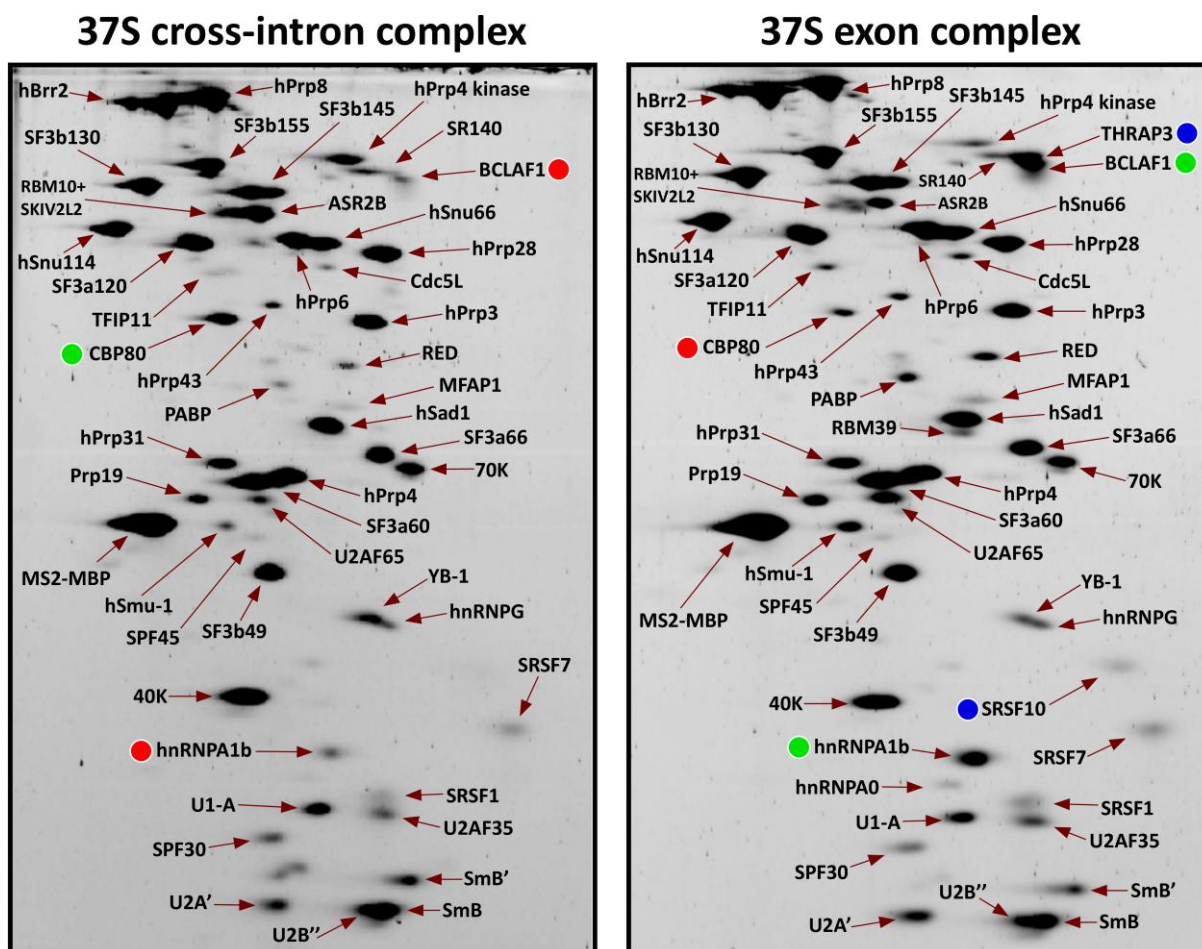 37S cross-intron complex
hBrr2
hPrp8
hPrp4 kinase
SF3b145
SR140
SF3b130
SF3b155
BCLAF1
RBM10+
SKIV2L2
ASR2B
hSnu66
hSnu114
hPrp28
SF3a120
Cdc5L
hPrp6
TFIP11
hPrp3
CBP80
RED
hPrp43
MFAP1
PABP
hSad1
hPrp31
SF3a66
Prp19
70K
hPrp4
SF3a60
U2AF65
MS2-MBP
hSmu-1
YB-1
SPF45
hnRNPG
SF3b49
SRSF7
40K
hnRNPA1b
SRSF1
U1-A
U2AF35
SPF30
SmB’
U2A’
SmB
U2B’’
37S exon complex
hPrp8
hBrr2
SF3b145
hPrp4 kinase
SF3b130
SF3b155
THRAP3
BCLAF1
RBM10+
SKIV2L2
SR140
ASR2B
hSnu66
hSnu114
hPrp28
SF3a120
Cdc5L
TFIP11
hPrp6
hPrp3
CBP80
RED
hPrp43
MFAP1
PABP
hSad1
RBM39
SF3a66
hPrp31
Prp19
70K
hPrp4
SF3a60
U2AF65
hSmu-1
YB-1
MS2-MBP
SPF45
hnRNPG
SF3b49
40K
SRSF10
hnRNPA1b
SRSF7
hnRNPA0
SRSF1
U1-A
U2AF35
SPF30
U2B’’
SmB’
U2A’
SmB